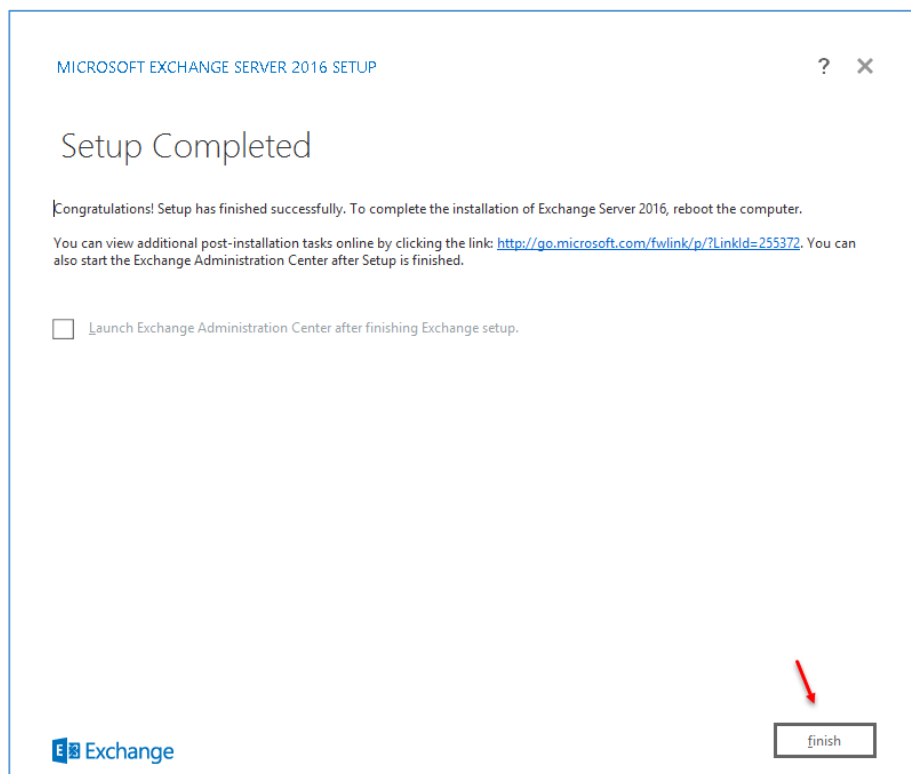 MICROSOFT EXCHANGE SERVER 2016 SETUP
?
Setup Completed
Congratulations! Setup has finished successfully. To complete the installation of Exchange Server 2016, reboot the computer.
You can view additional post-installation tasks online by clicking the link: http://go.microsoft.com/fwlink/p/?LinkId=255372. You can
also start the Exchange Administration Center after Setup is finished.
Launch Exchange Administration Center after finishing Exchange setup.
Exchange
finish